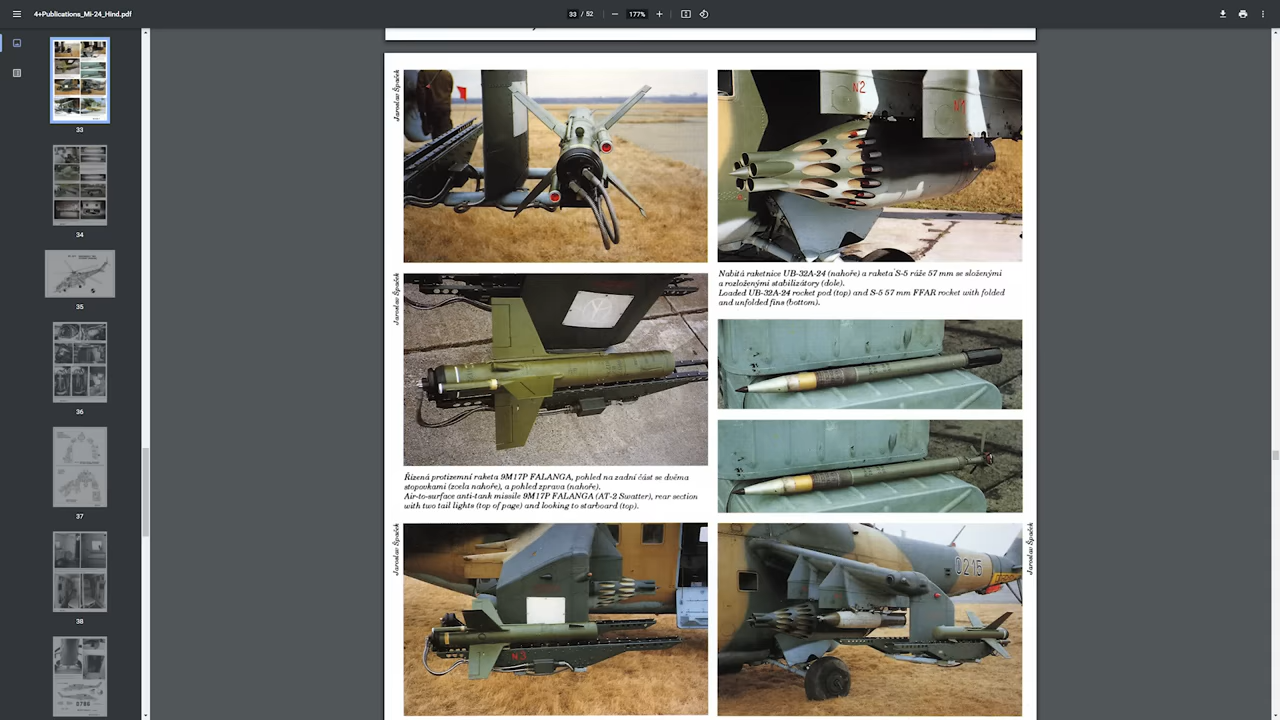 4+Publications_Mi-24_Hind.pdf
33 / 52
177%
33
34
35
36
37
38
Jaroslav Špaček
N2
N1
Nabitá raketnice UB-32A-24 (nahoře) a raketa S-5 ráže 57 mm se složenými
a rozloženými stabilizátory (dole).
Loaded UB-32A-24 rocket pod (top) and S-5 57 mm FFAR rocket with folded
and unfolded fins (bottom).
Jaroslav Špaček
Řízená protizemní raketa 9M17P FALANGA, pohled na zadní část se dvěma
stopovkami (zcela nahoře), a pohled zprava (nahoře).
Air-to-surface anti-tank missile 9M17P FALANGA (AT-2 Swatter), rear section
with two tail lights (top of page) and looking to starboard (top).
Jaroslav Špaček
N-3
Jaroslav Špaček
0215